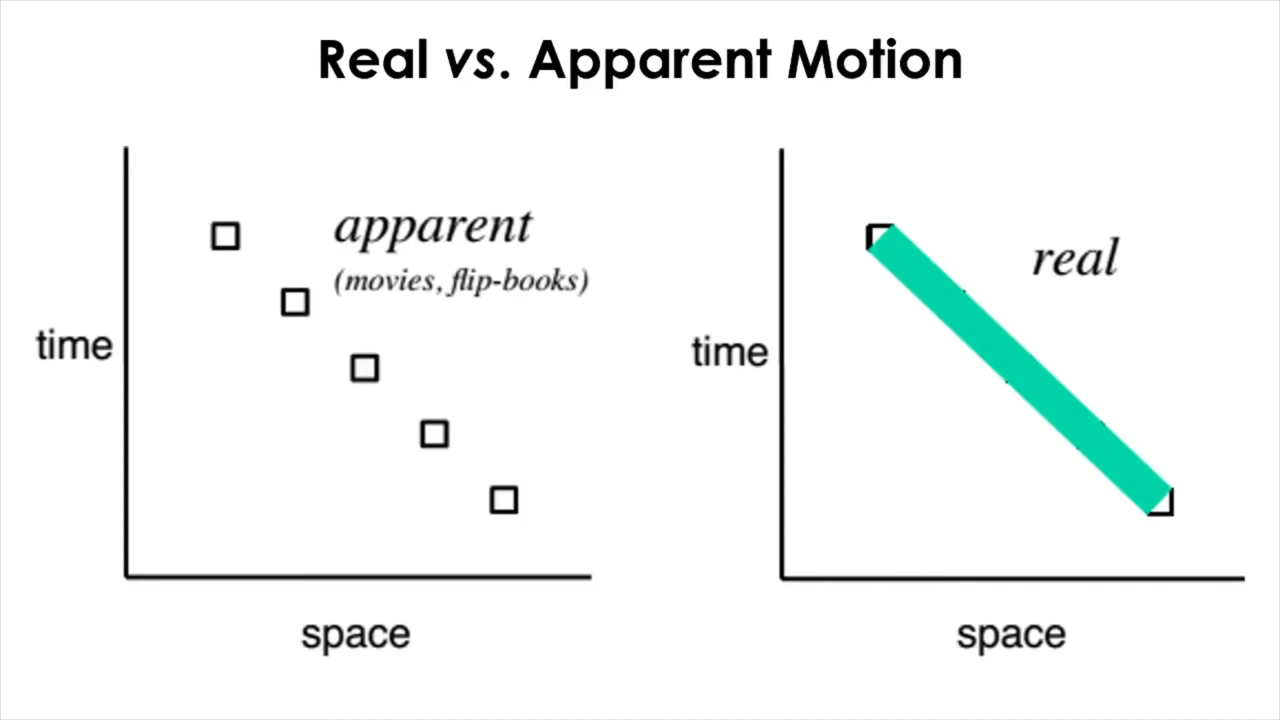 Real vs. Apparent Motion
apparent
(movies, flip-books)
time
space
real
time
space